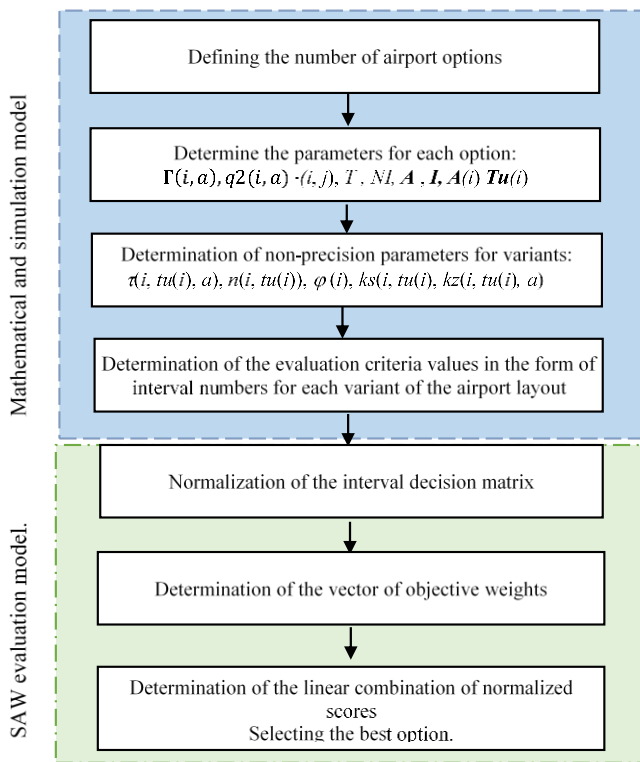 Mathematical and simulation model
Defining the number of airport options
Determine the parameters for each option:
Γ(i, a), q2(i, a) ·(i, j), T , NI, A , I, A(i) Tu(i)
Determination of non-precision parameters for variants:
τ(i, tu(i), a), n(i, tu(i)), φ (i), ks(i, tu(i), kz(i, tu(i), a)
Determination of the evaluation criteria values in the form of
interval numbers for each variant of the airport layout
SAW evaluation model.
Normalization of the interval decision matrix
Determination of the vector of objective weights
Determination of the linear combination of normalized
scores
Selecting the best option.